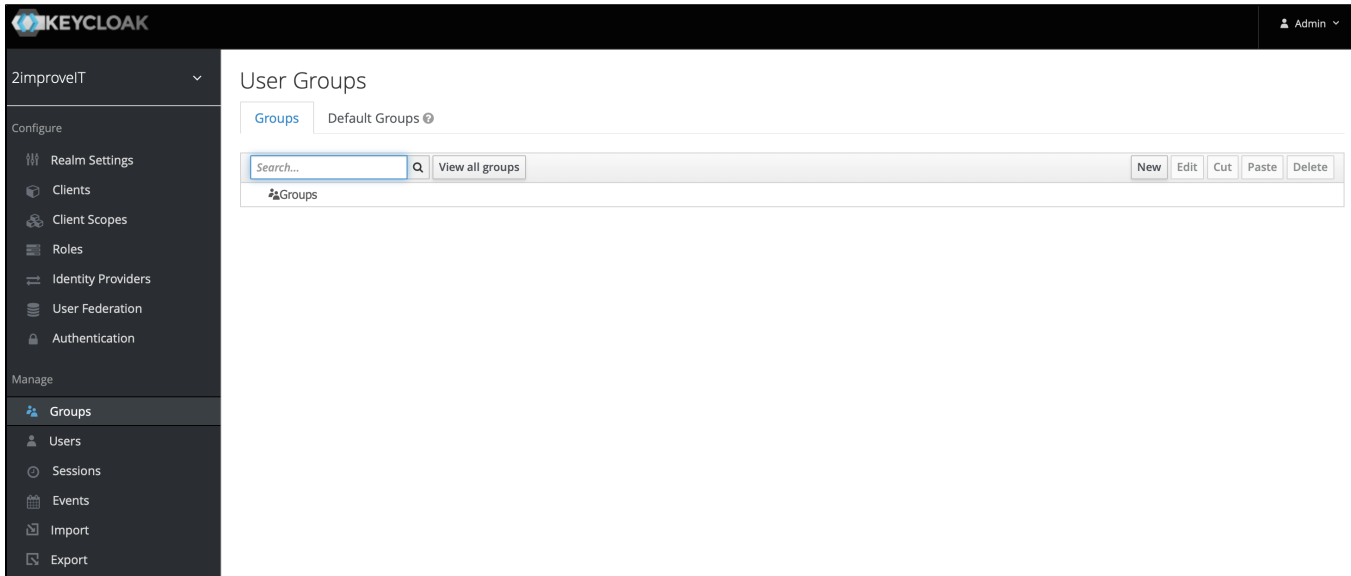 KEYCLOAK
Admin
2improveIT
Configure
Realm Settings
Clients
Client Scopes
Roles
Identity Providers
User Federation
Authentication
Manage
Groups
Users
Sessions
Events
Import
Export
User Groups
Groups Default Groups
Search... View all groups New Edit Cut Paste Delete
Groups